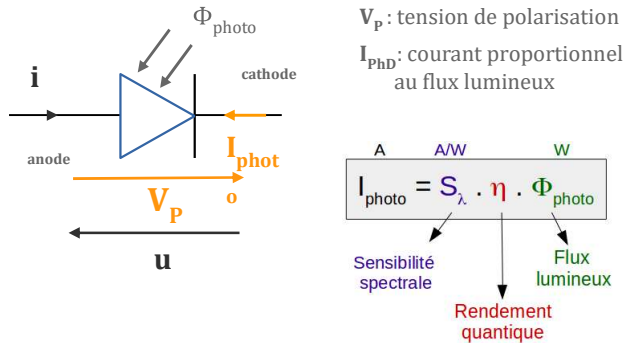 Φphoto
i
cathode
anode
Iphot
o
VP
u
VP : tension de polarisation
IPhD : courant proportionnel
au flux lumineux
A A/W W
Iphoto = Sλ . η . Φphoto
Sensibilité
spectrale
Flux
lumineux
Rendement
quantique